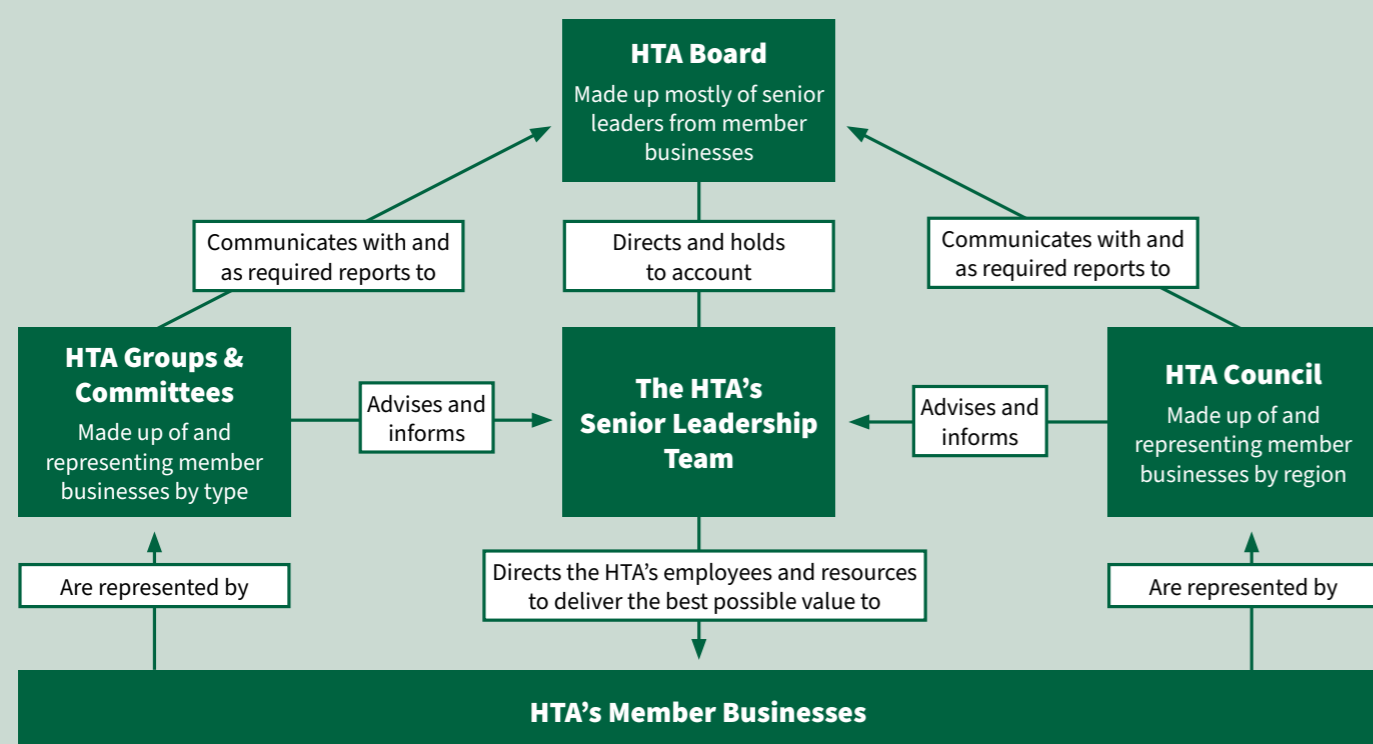 HTA Board
Made up mostly of senior
leaders from member
businesses
Communicates with and
as required reports to
Directs and holds
to account
Communicates with and
as required reports to
HTA Groups &
Committees
Made up of and
representing member
businesses by type
Advises and
informs
The HTA’s
Senior Leadership
Team
Advises and
informs
HTA Council
Made up of and
representing member
businesses by region
Are represented by
Directs the HTA’s employees and resources
to deliver the best possible value to
Are represented by
HTA’s Member Businesses